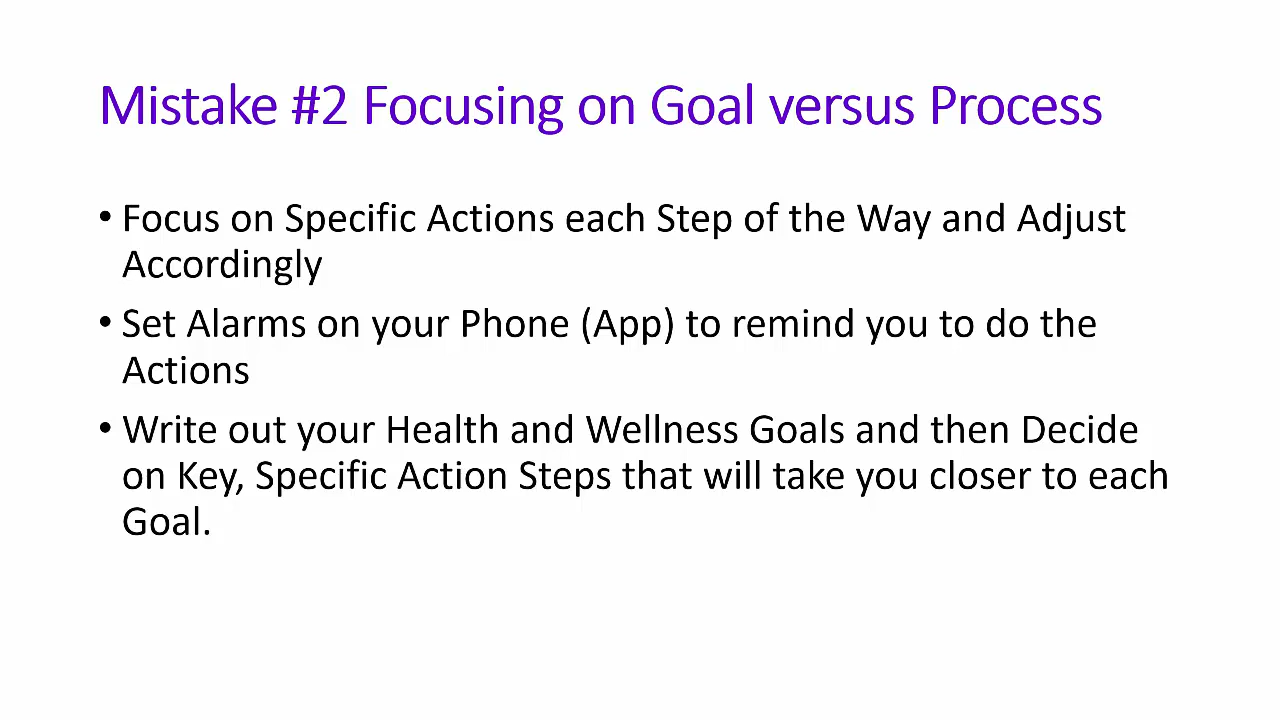 Mistake #2 Focusing on Goal versus Process
• Focus on Specific Actions each Step of the Way and Adjust
Accordingly
• Set Alarms on your Phone (App) to remind you to do the
Actions
• Write out your Health and Wellness Goals and then Decide
on Key, Specific Action Steps that will take you closer to each
Goal.